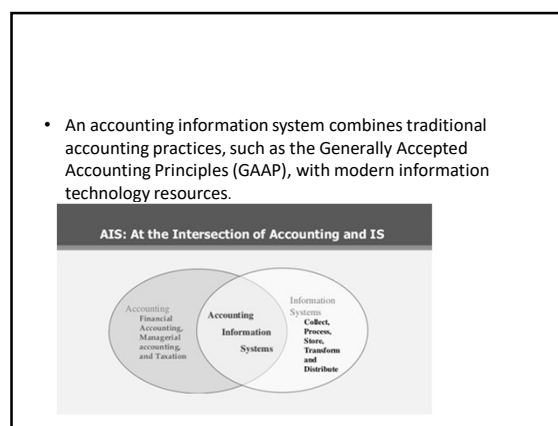 • An accounting information system combines traditional
accounting practices, such as the Generally Accepted
Accounting Principles (GAAP), with modern information
technology resources.
AIS: At the Intersection of Accounting and IS
Accounting
Financial
Accounting,
Managerial
accounting,
and Taxation
Accounting
Information
Systems
Information
Systems
Collect,
Process,
Store,
Transform
and
Distribute